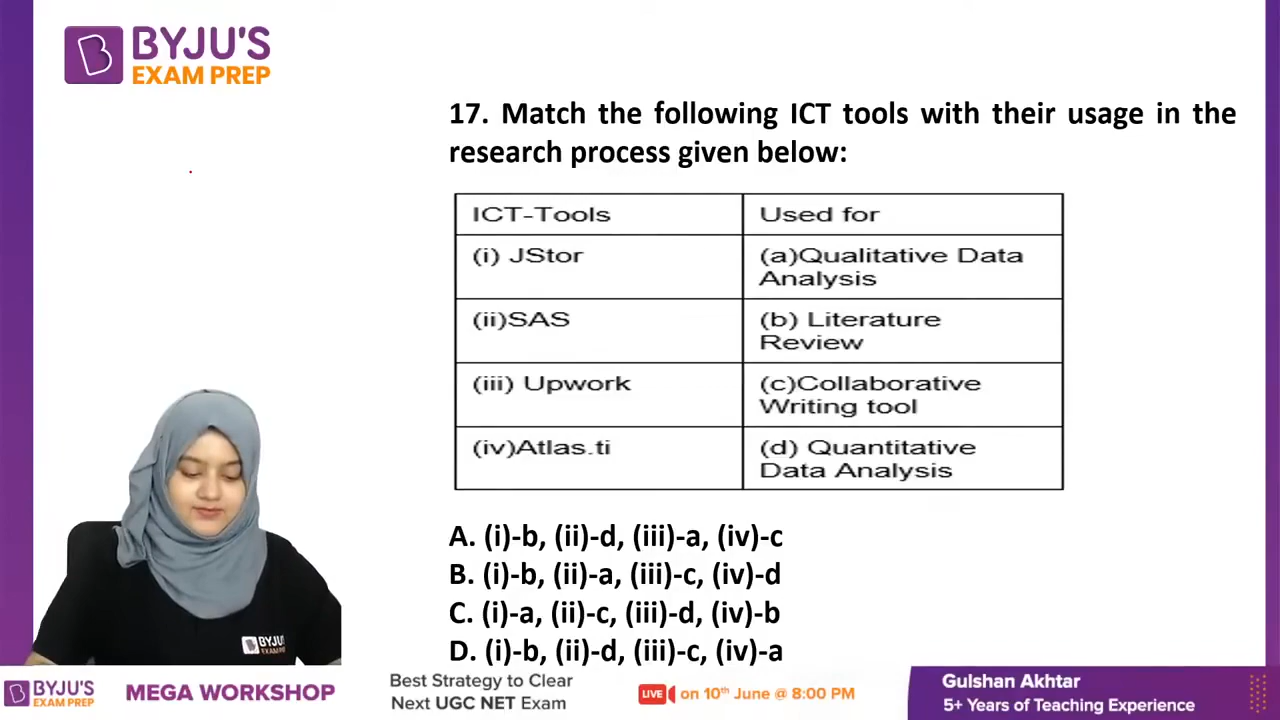 BYJU'S
EXAM PREP
17. Match the following ICT tools with their usage in the
research process given below:
ICT-Tools
Used for
(i) JStor
(a)Qualitative Data
Analysis
(ii)SAS
(b) Literature
Review
(iii) Upwork
(c)Collaborative
Writing tool
(iv)Atlas.ti
(d) Quantitative
Data Analysis
A. (i)-b, (ii)-d, (iii)-a, (iv)-c
B. (i)-b, (ii)-a, (iii)-c, (iv)-d
C. (i)-a, (ii)-c, (iii)-d, (iv)-b
D. (i)-b, (ii)-d, (iii)-c, (iv)-a
BYJU'S
EXAM PREP
BYJU'S
EXAM PREP
MEGA WORKSHOP
Best Strategy to Clear
Next UGC NET Exam
LIVE on 10th June @ 8:00 PM
Gulshan Akhtar
5+ Years of Teaching Experience